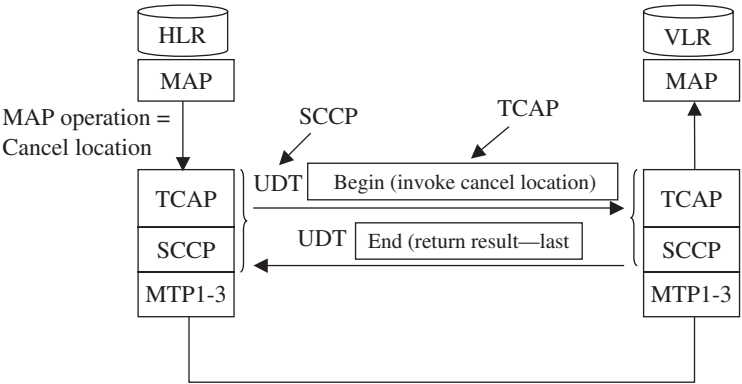 HLR
VLR
MAP
MAP
MAP operation =
Cancel location
SCCP
TCAP
UDT Begin (invoke cancel location)
TCAP
TCAP
UDT End (return result—last
SCCP
SCCP
MTP1-3
MTP1-3